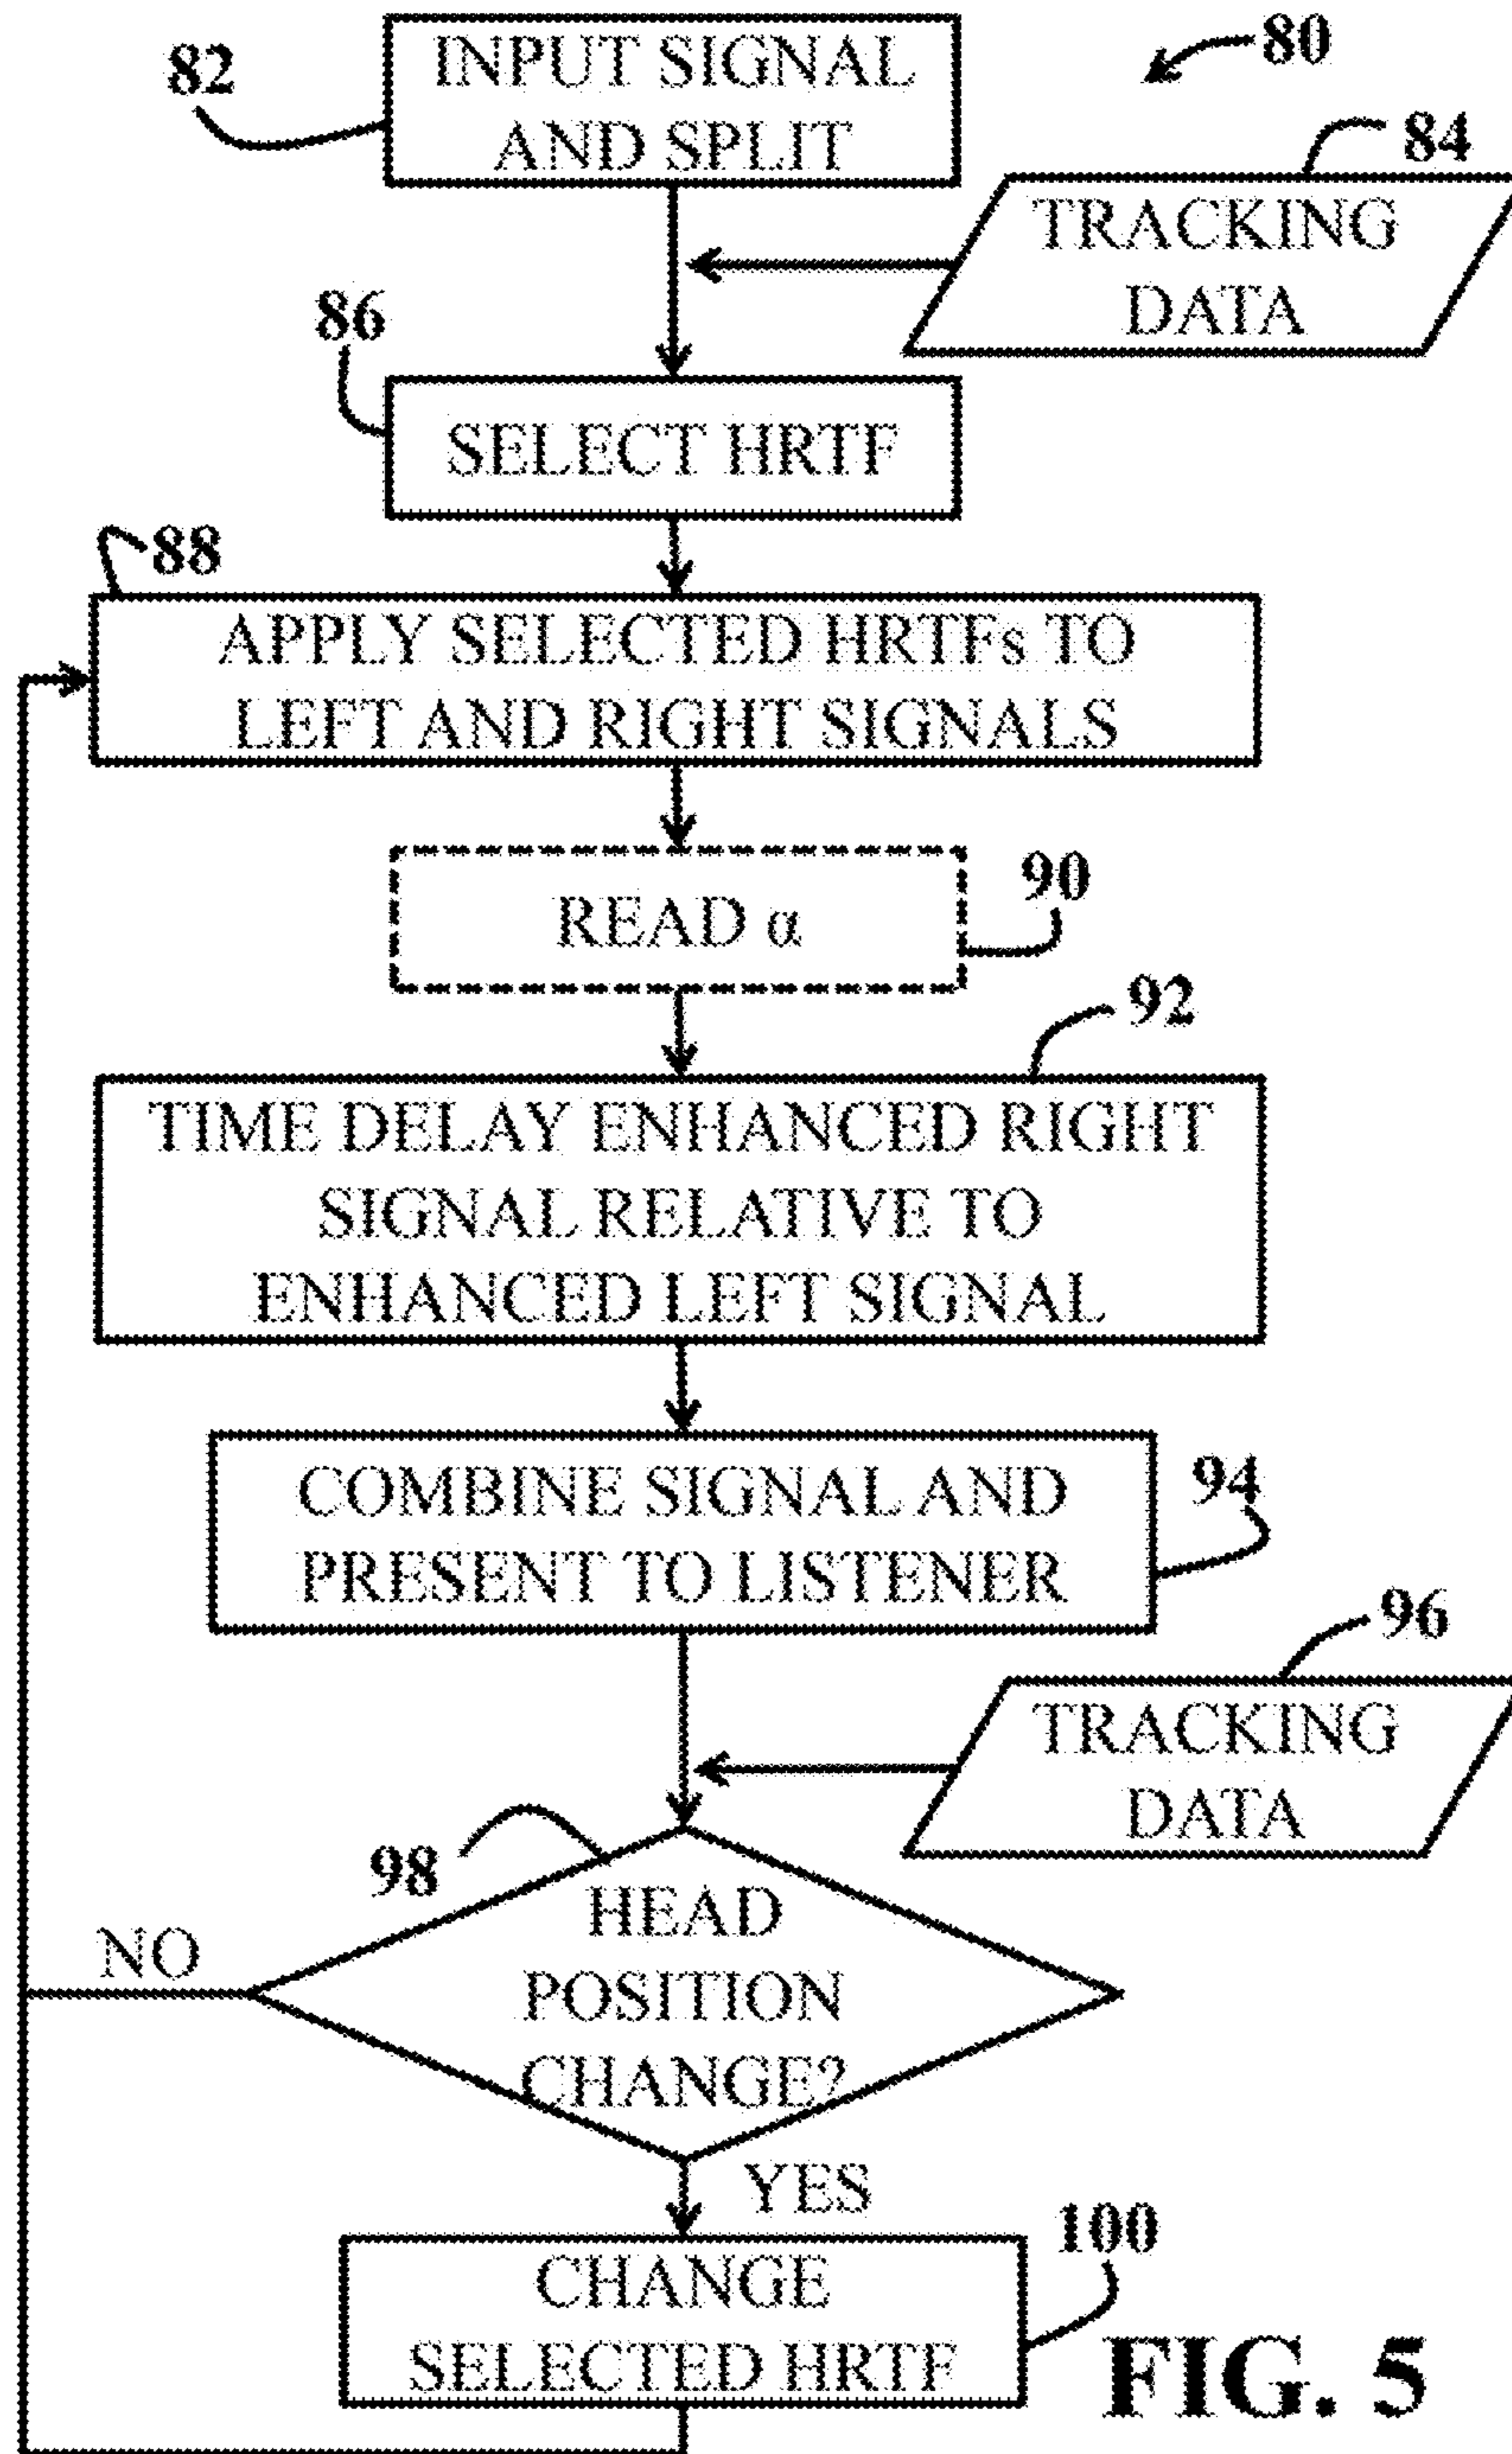 80
82
INPUT SIGNAL
AND SPLIT
84
TRACKING
DATA
86
SELECT HRTF
88
APPLY SELECTED HRTFs TO
LEFT AND RIGHT SIGNALS
90
READ α
92
TIME DELAY ENHANCED RIGHT
SIGNAL RELATIVE TO
ENHANCED LEFT SIGNAL
94
COMBINE SIGNAL AND
PRESENT TO LISTENER
96
TRACKING
DATA
98
HEAD
POSITION
CHANGE?
NO
YES
100
CHANGE
SELECTED HRTF
FIG. 5